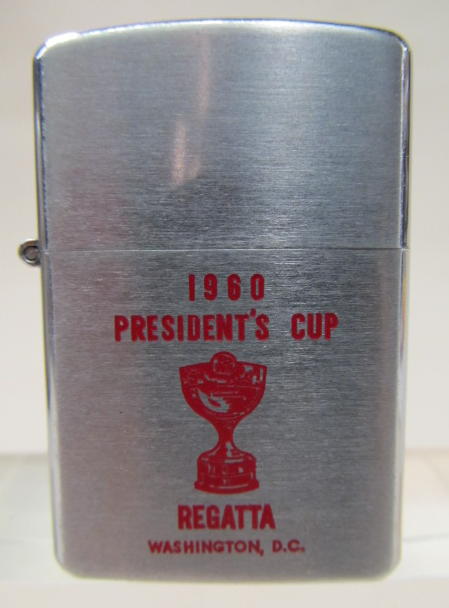 1960
PRESIDENT'S CUP
REGATTA
WASHINGTON, D.C.